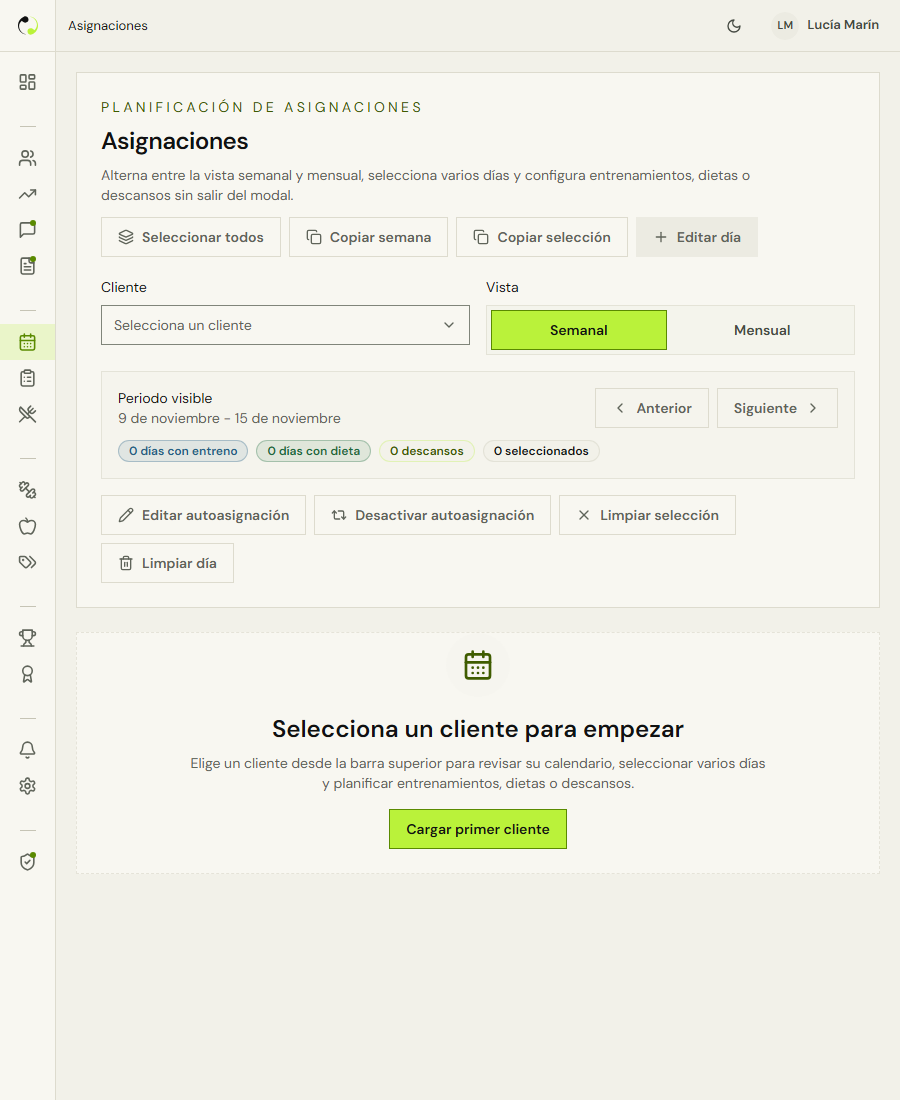 Asignaciones
LM
Lucía Marín
PLANIFICACIÓN DE ASIGNACIONES
Asignaciones
Alterna entre la vista semanal y mensual, selecciona varios días y configura entrenamientos, dietas o
descansos sin salir del modal.
Seleccionar todos
Copiar semana
Copiar selección
Editar día
Cliente
Vista
Selecciona un cliente
Semanal
Mensual
Periodo visible
9 de noviembre - 15 de noviembre
Anterior
Siguiente
0 días con entreno
0 días con dieta
0 descansos
0 seleccionados
Editar autoasignación
Desactivar autoasignación
Limpiar selección
Limpiar día
Selecciona un cliente para empezar
Elige un cliente desde la barra superior para revisar su calendario, seleccionar varios días
y planificar entrenamientos, dietas o descansos.
Cargar primer cliente